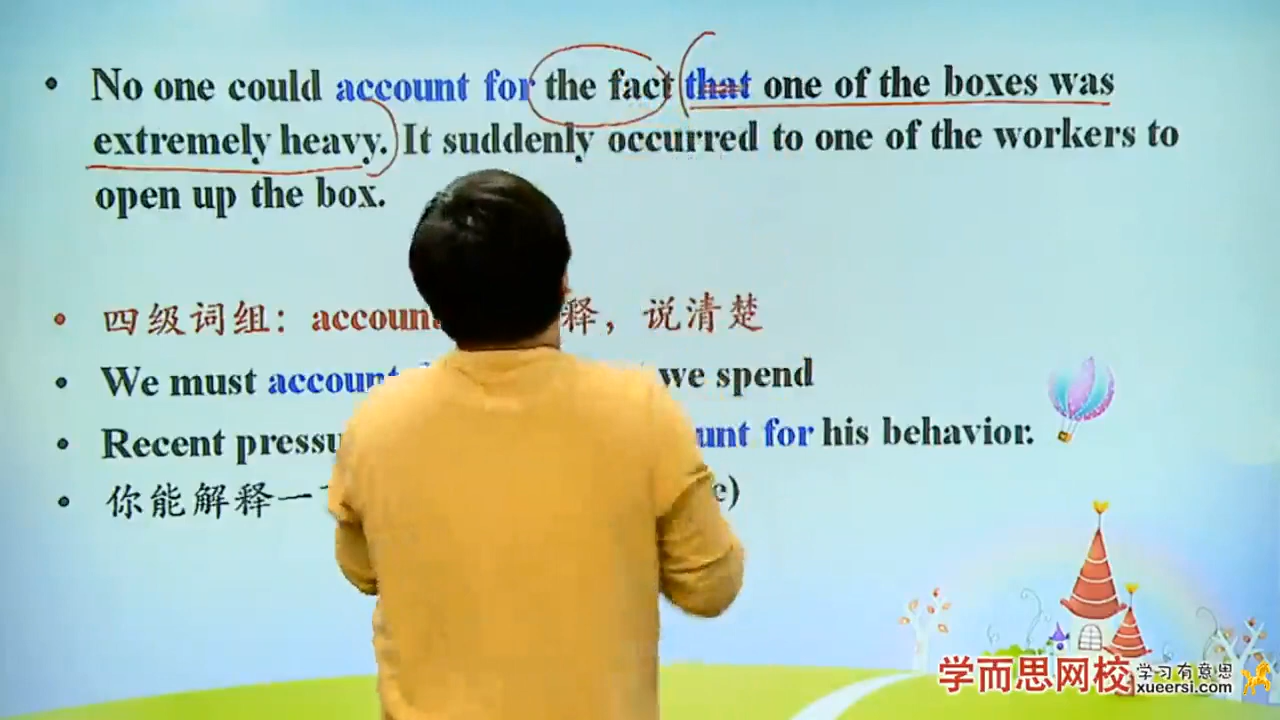 No one could account for the fact that one of the boxes was
extremely heavy. It suddenly occurred to one of the workers to
open up the box.
四级词组：释，说清楚
We must account we spend
Recent for his behavior.
你能解释一
学而思网校
学习有意思
xueersi.com